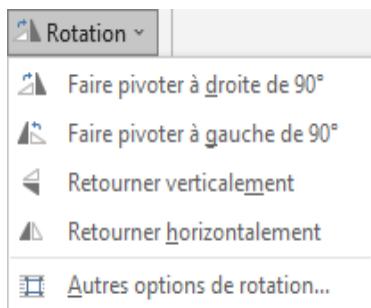 Rotation
Faire pivoter à droite de 90°
Faire pivoter à gauche de 90°
Retourner verticalement
Retourner horizontalement
Autres options de rotation...